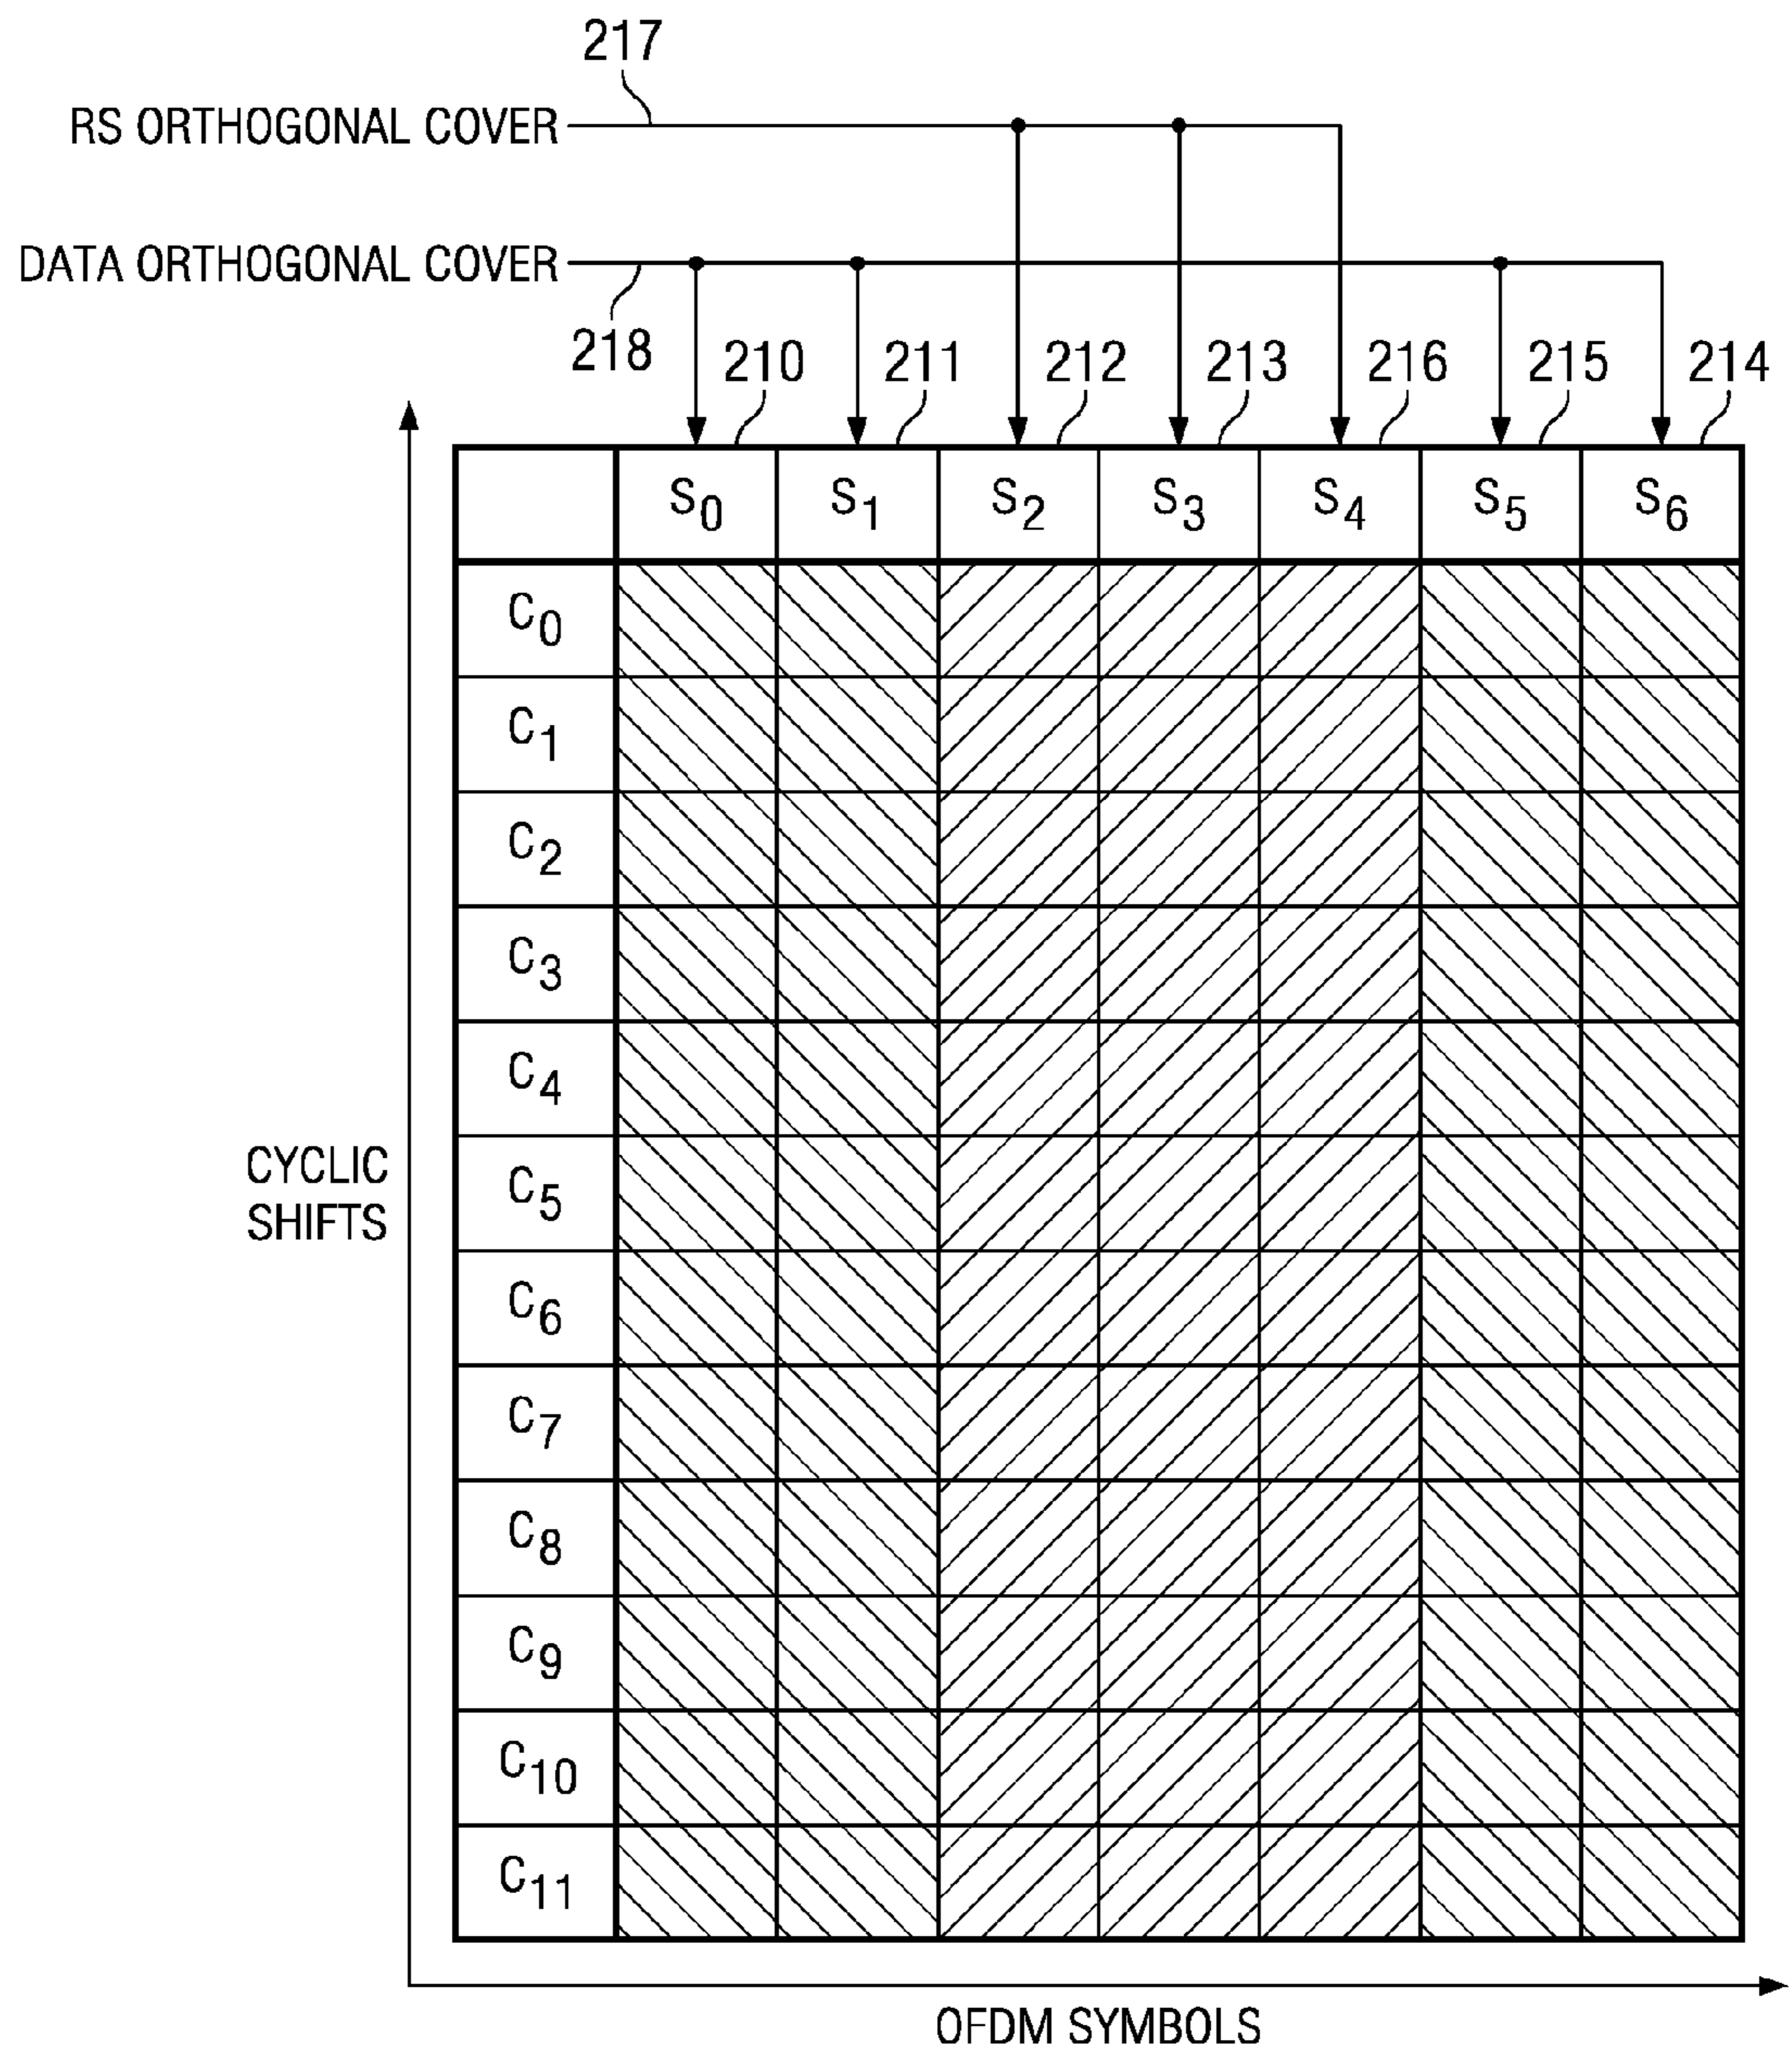 217
RS ORTHOGONAL COVER
DATA ORTHOGONAL COVER
218 210 211 212 213 216 215 214
S0 S1 S2 S3 S4 S5 S6
C0
C1
C2
C3
C4
C5
C6
C7
C8
C9
C10
C11
CYCLIC
SHIFTS
OFDM SYMBOLS